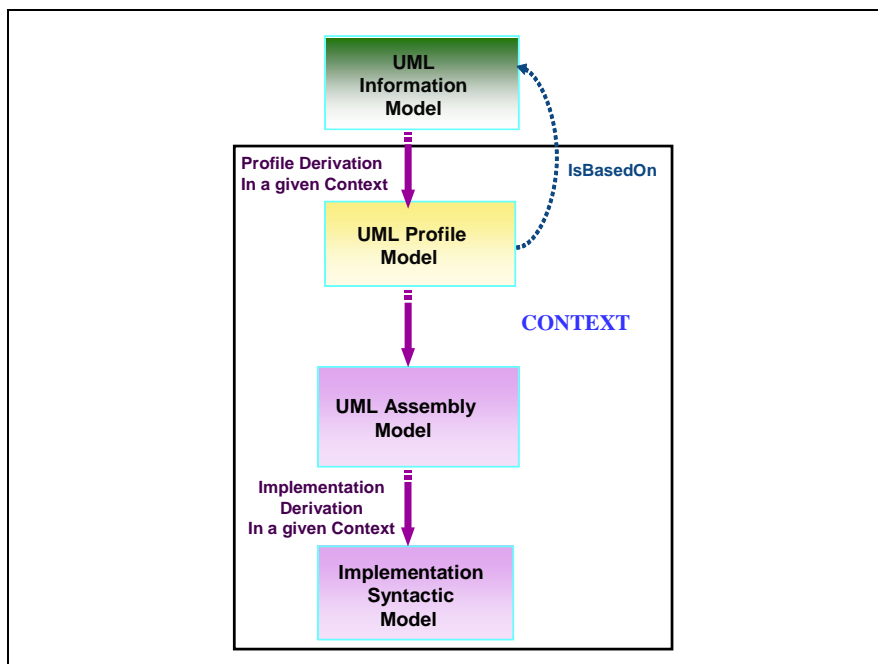 UML
Information
Model
Profile Derivation
In a given Context
IsBasedOn
UML Profile
Model
CONTEXT
UML Assembly
Model
Implementation
Derivation
In a given Context
Implementation
Syntactic
Model